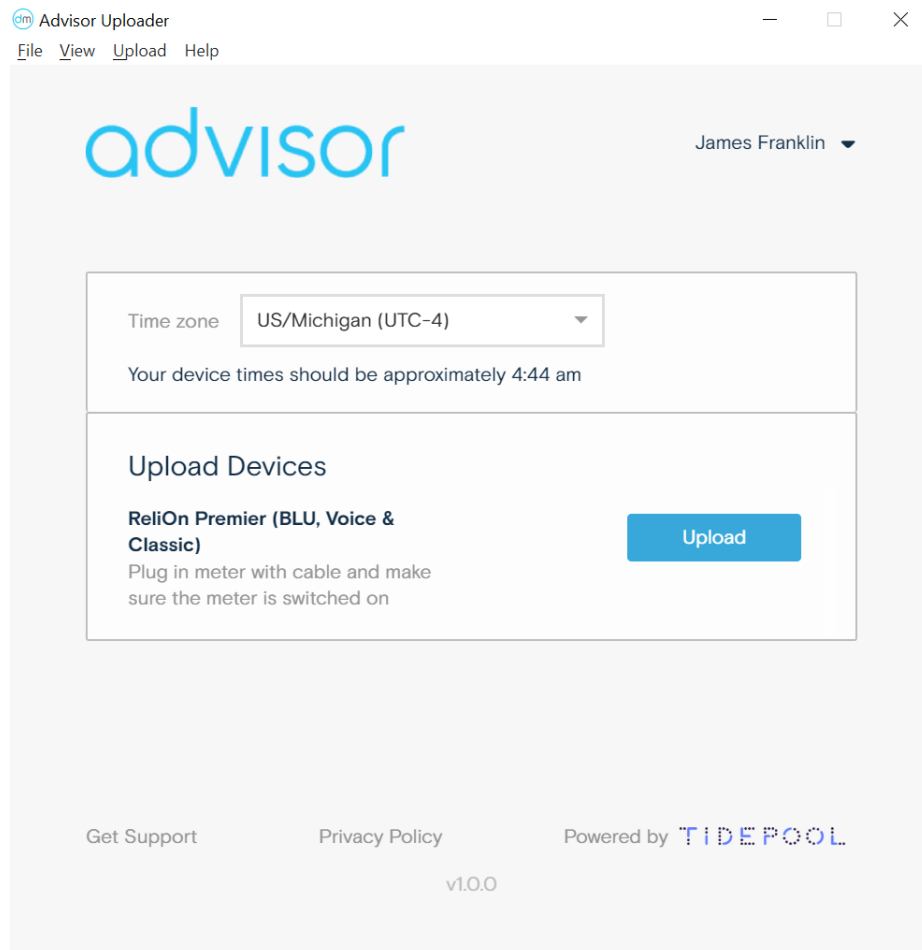 dm Advisor Uploader
File View Upload Help
advisor
James Franklin
Time zone
US/Michigan (UTC-4)
Your device times should be approximately 4:44 am
Upload Devices
ReliOn Premier (BLU, Voice &
Classic)
Plug in meter with cable and make
sure the meter is switched on
Upload
Get Support
Privacy Policy
Powered by TIDEPOOL
v1.0.0